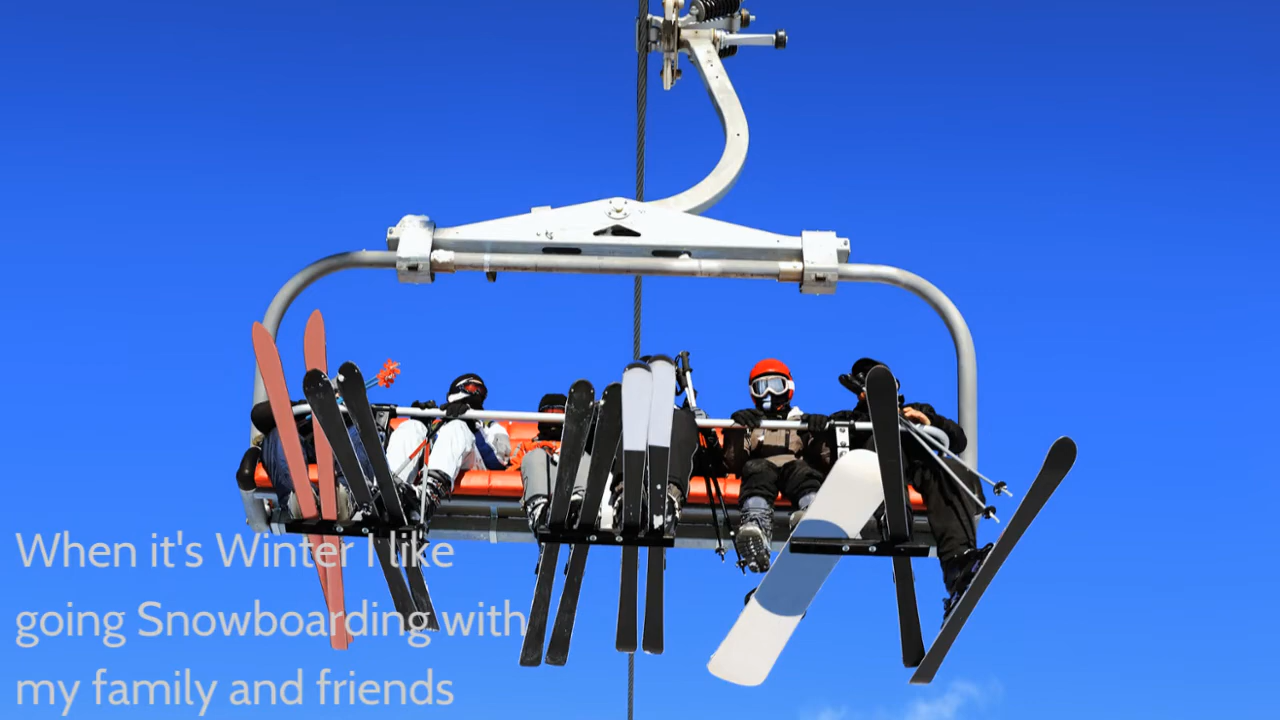 When it's Winter I like
going Snowboarding with
my family and friends